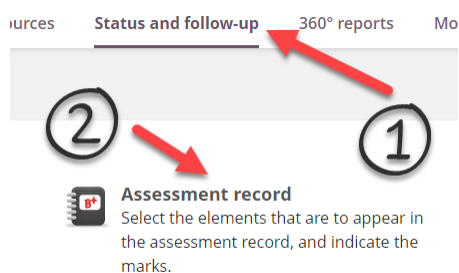 ources Status and follow-up 360° reports Mo
2
1
B+
Assessment record
Select the elements that are to appear in
the assessment record, and indicate the
marks.